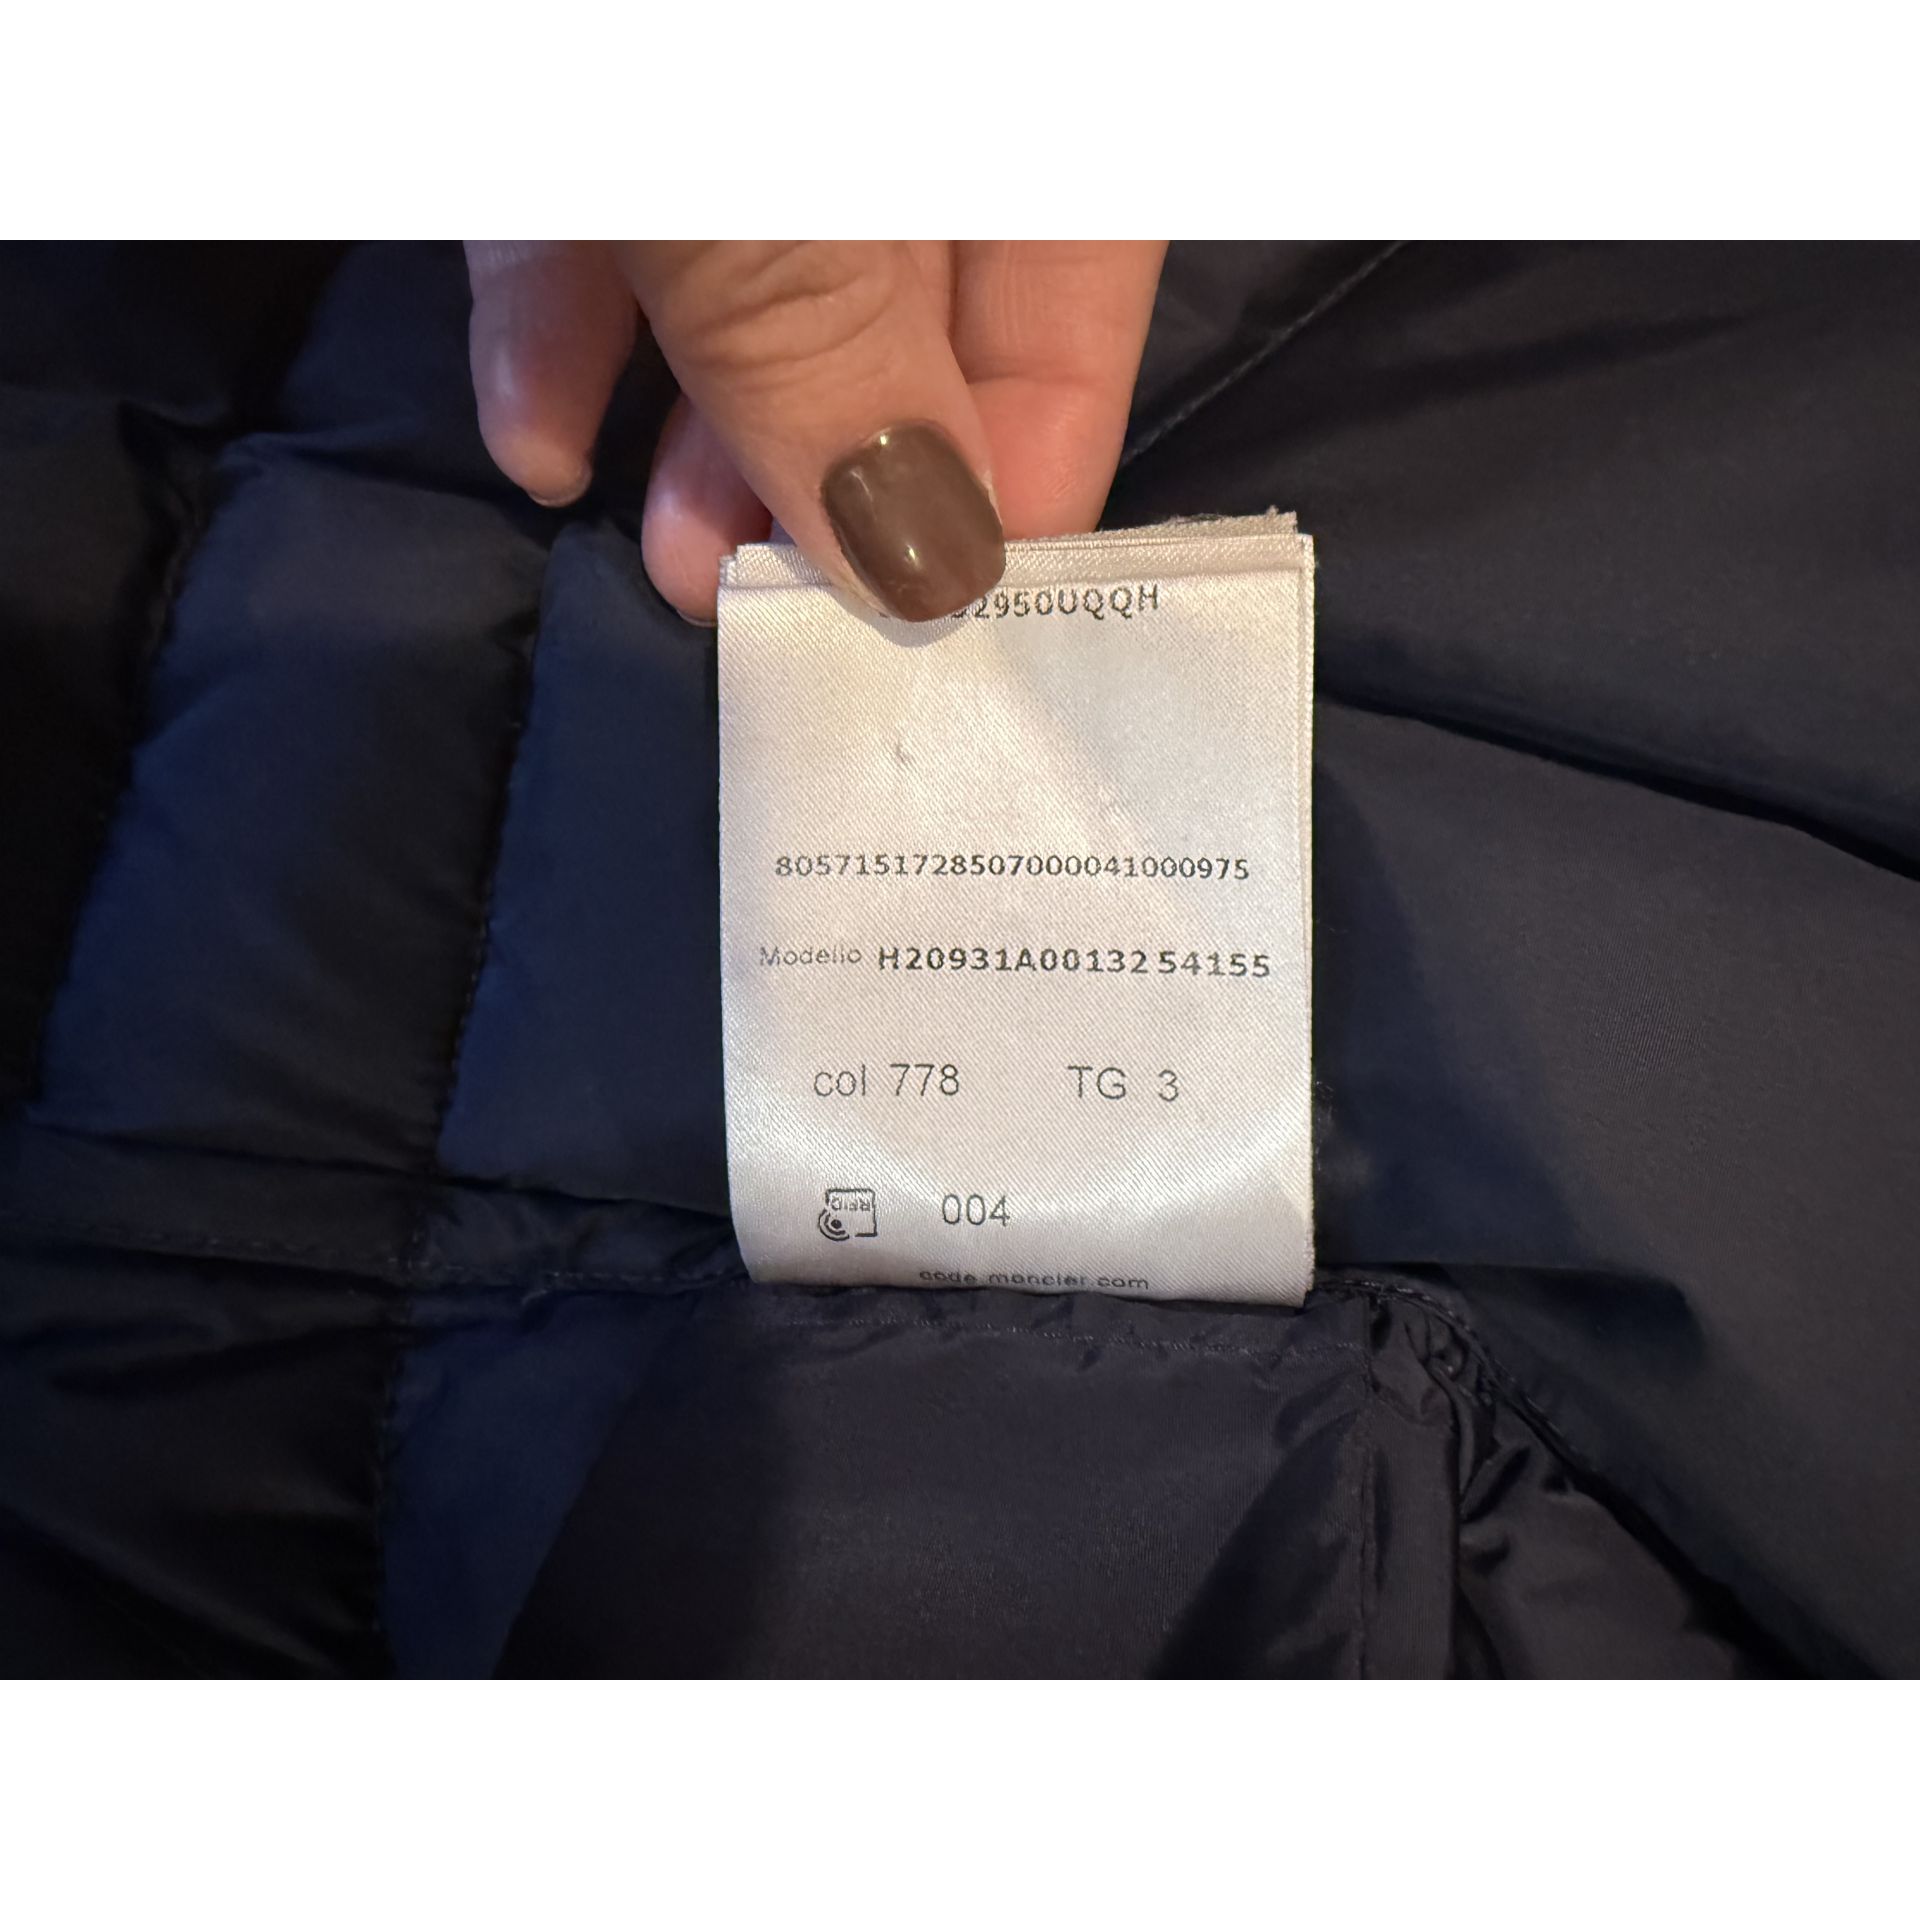 2950UQQH
8057151728507000041000975
Modello H20931A00132 54155
col 778 TG 3
RFID 004
code.moncler.com